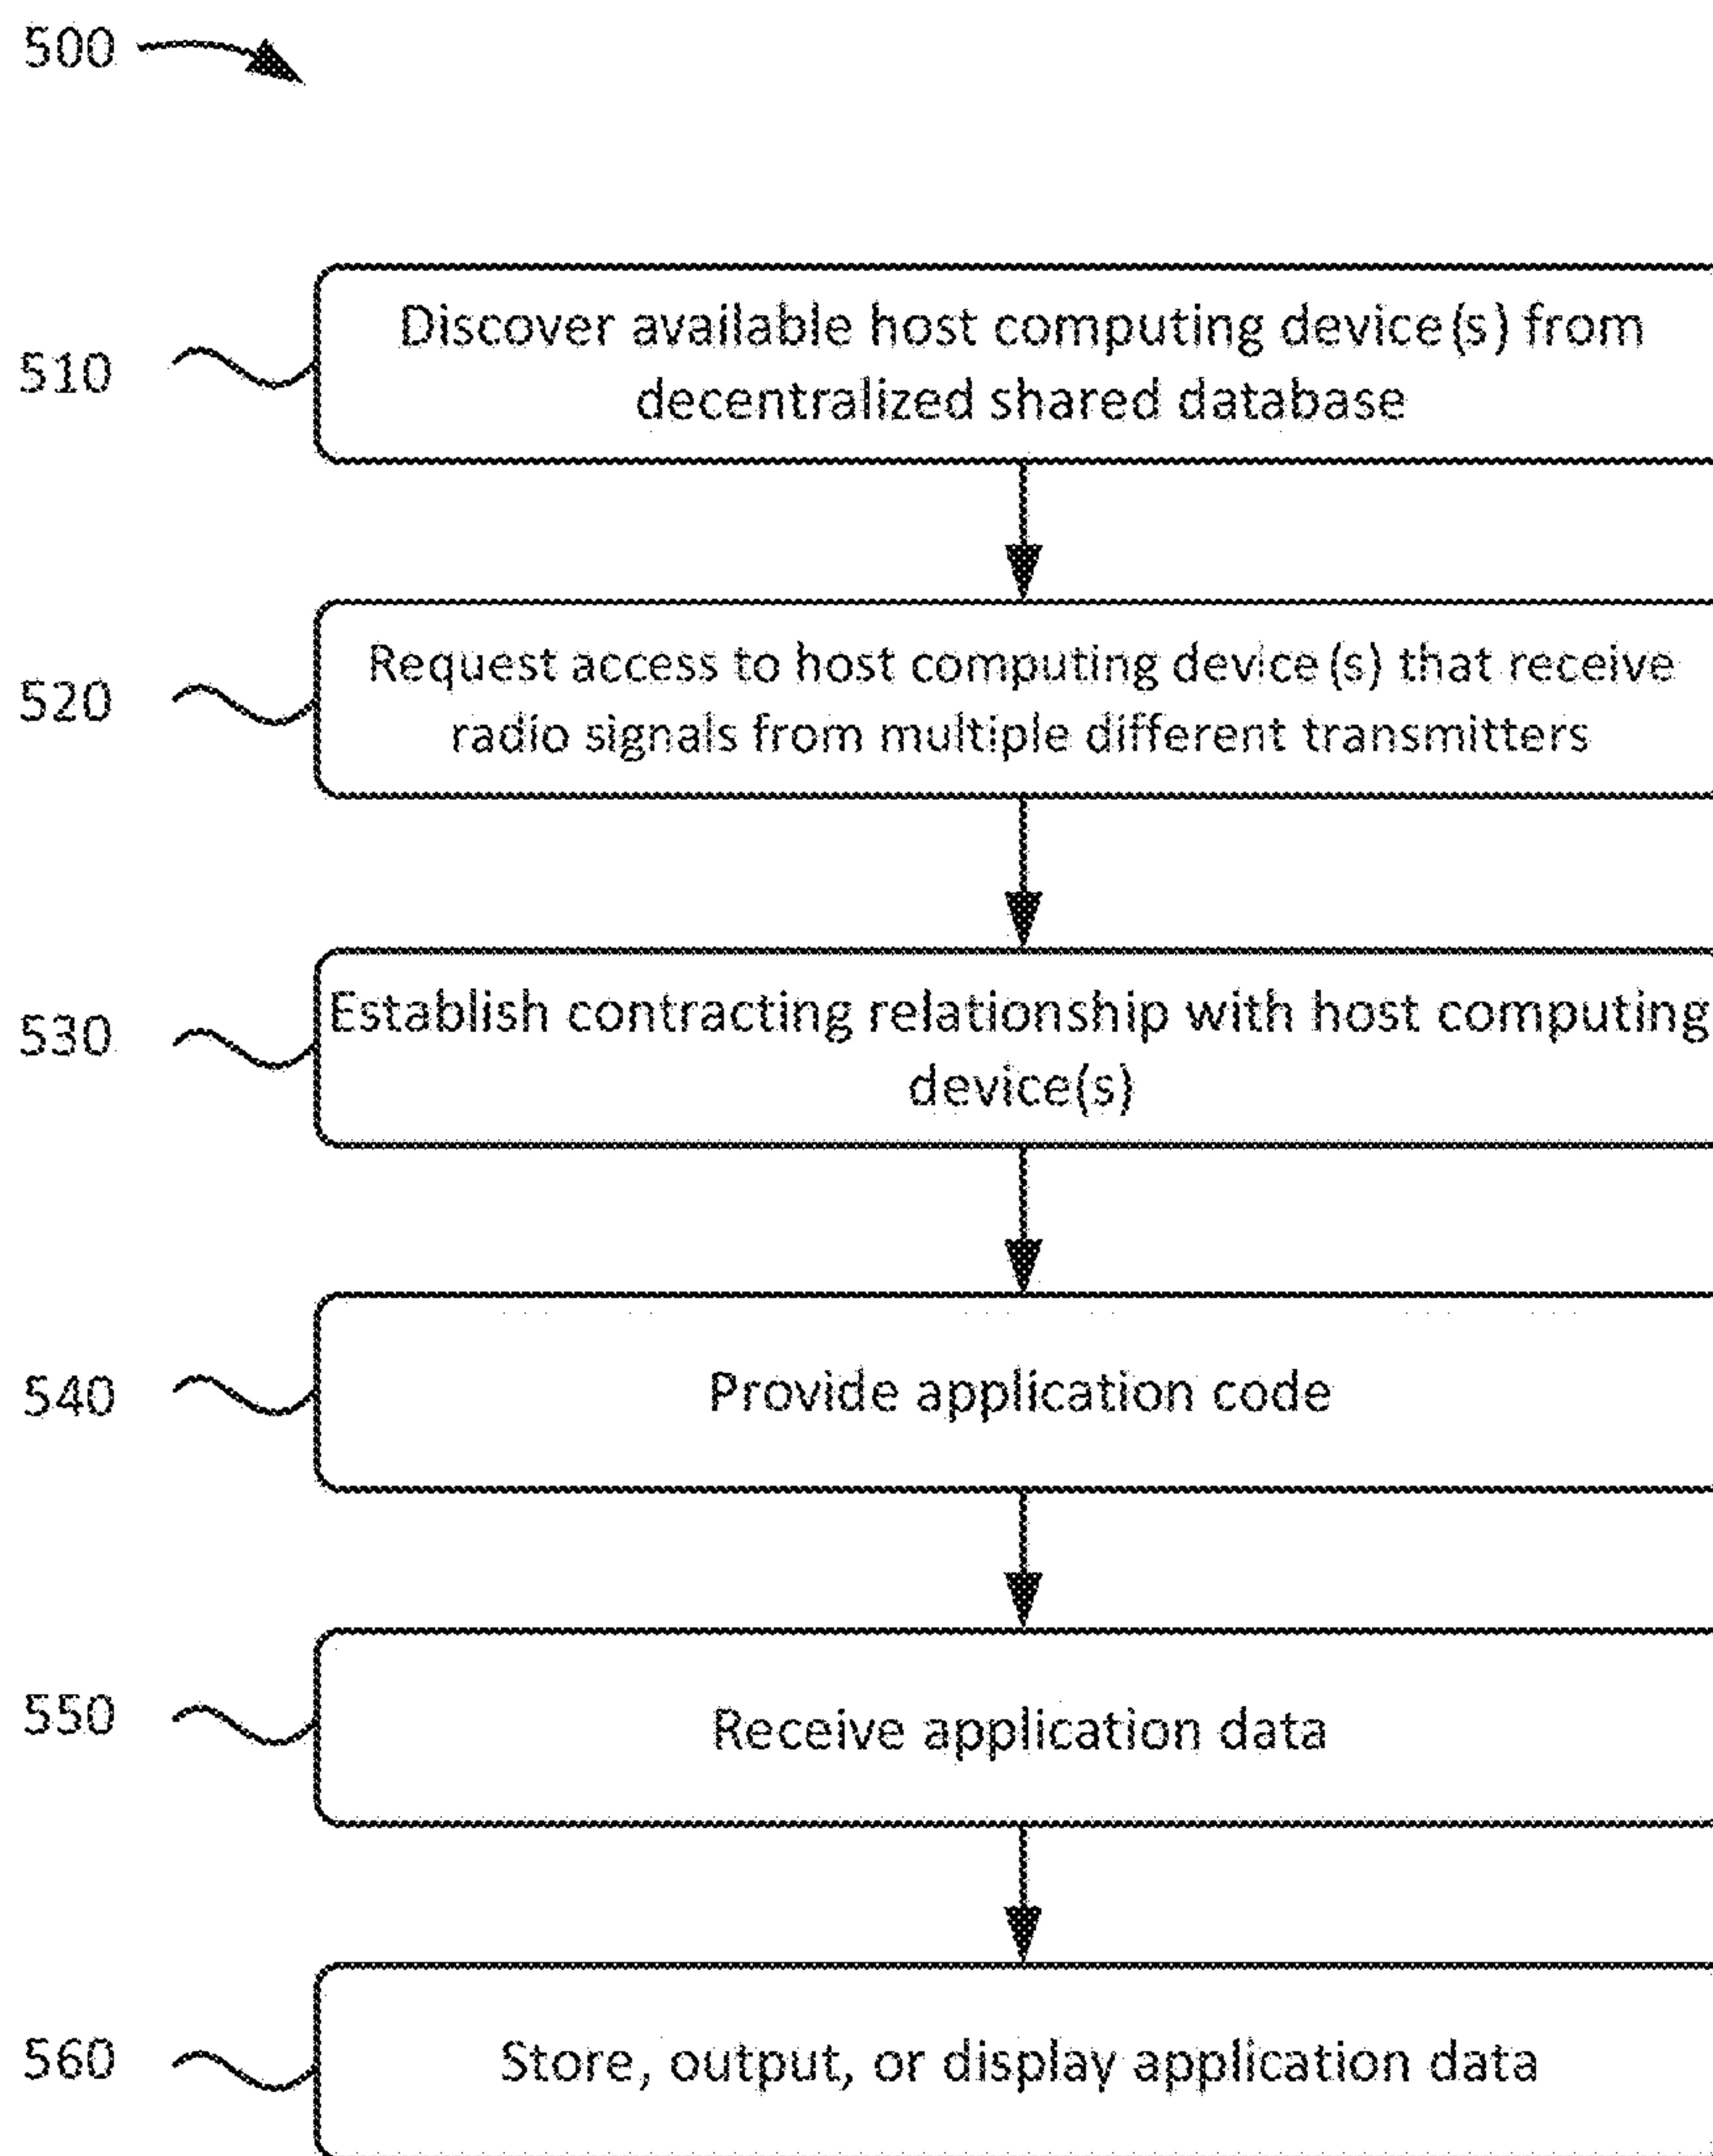 500
510
Discover available host computing device(s) from
decentralized shared database
520
Request access to host computing device(s) that receive
radio signals from multiple different transmitters
530
Establish contracting relationship with host computing
device(s)
540
Provide application code
550
Receive application data
560
Store, output, or display application data